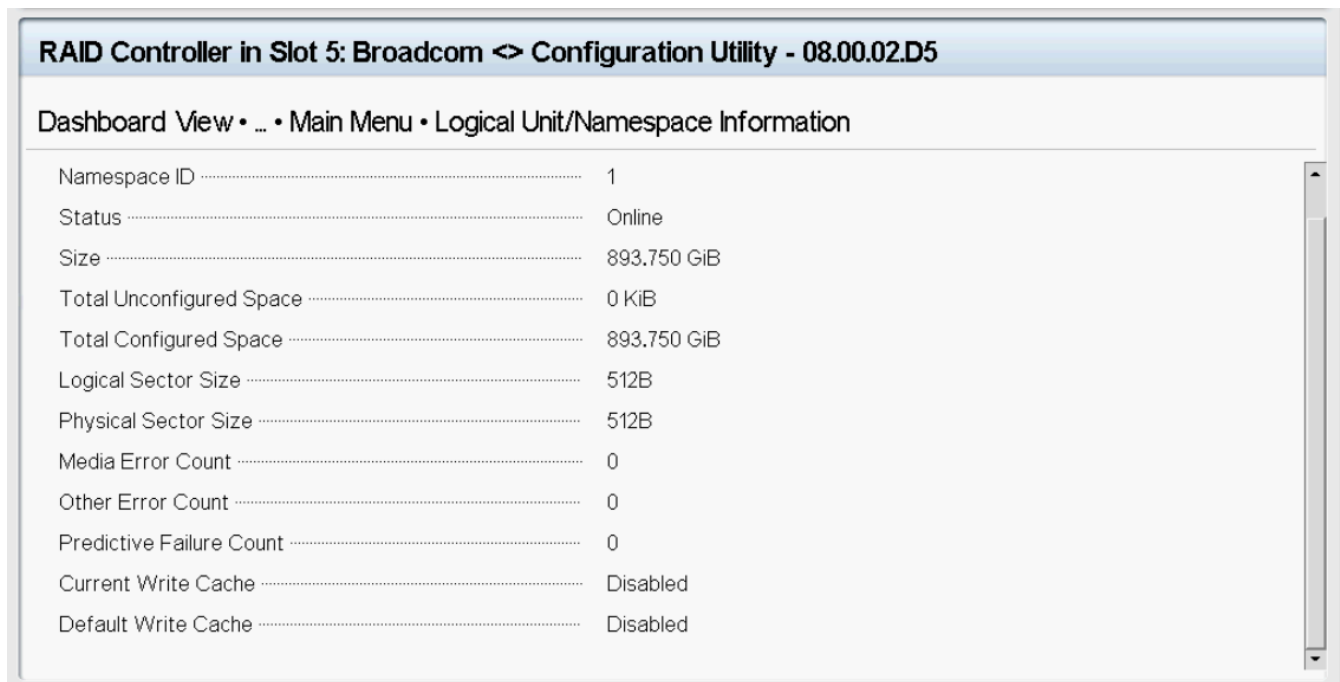 RAID Controller in Slot 5: Broadcom <> Configuration Utility - 08.00.02.D5
Dashboard View • ... • Main Menu • Logical Unit/Namespace Information
Namespace ID 1
Status Online
Size 893.750 GiB
Total Unconfigured Space 0 KiB
Total Configured Space 893.750 GiB
Logical Sector Size 512B
Physical Sector Size 512B
Media Error Count 0
Other Error Count 0
Predictive Failure Count 0
Current Write Cache Disabled
Default Write Cache Disabled